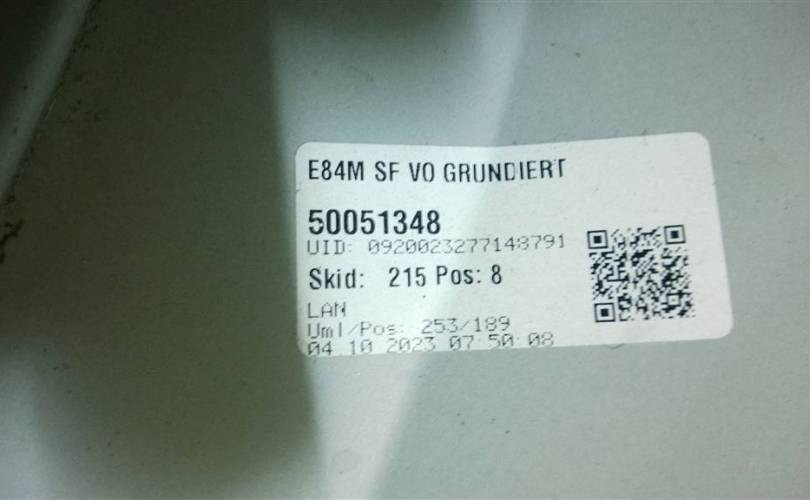 E84M SF VO GRUNDIERT
50051348
UID: 0920023277148791
Skid: 215 Pos: 8
LAN
Uml/Pos: 253/189
04.10.2023 07:50:08